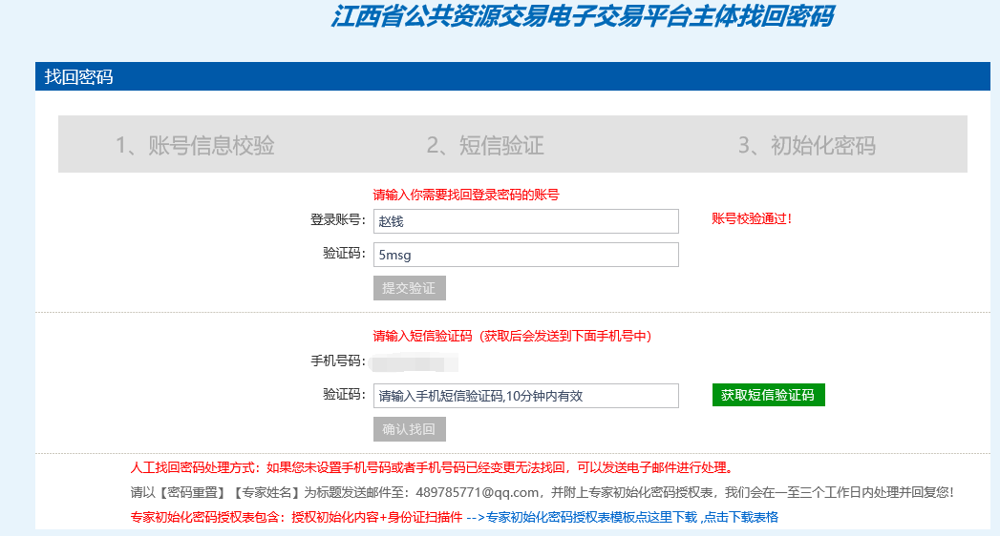 江西省公共资源交易电子交易平台主体找回密码
找回密码
1、账号信息校验 2、短信验证 3、初始化密码
请输入你需要找回登录密码的账号
登录账号： 赵钱 账号校验通过！
验证码： 5msg
提交验证
请输入短信验证码（获取后会发送到下面手机号中）
手机号码：
验证码： 请输入手机短信验证码,10分钟内有效 获取短信验证码
确认找回
人工找回密码处理方式：如果您未设置手机号码或者手机号码已经变更无法找回，可以发送电子邮件进行处理。
请以【密码重置】【专家姓名】为标题发送邮件至：489785771@qq.com，并附上专家初始化密码授权表，我们会在一至三个工作日内处理并回复您！
专家初始化密码授权表包含：授权初始化内容+身份证扫描件 -->专家初始化密码授权表模板点这里下载 ,点击下载表格